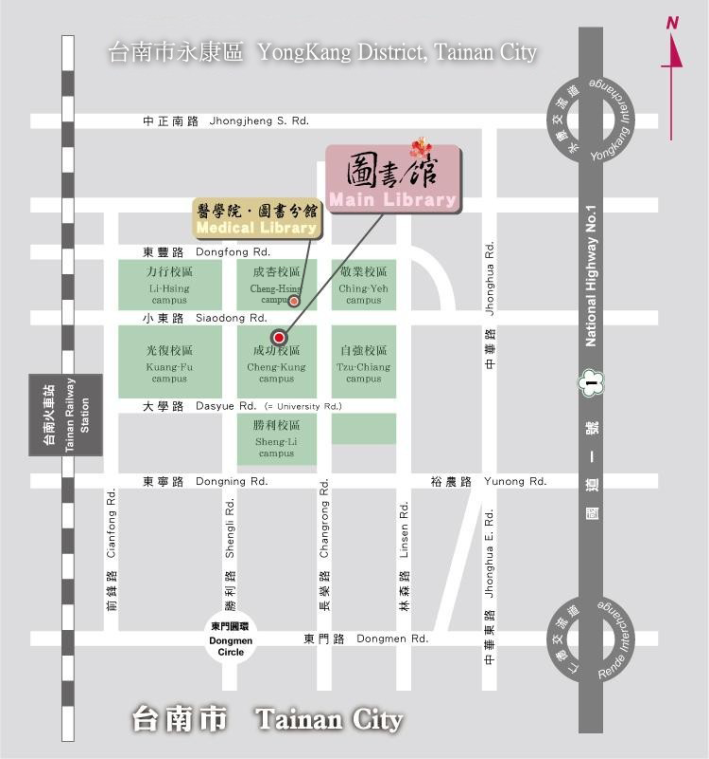 N
台南市永康區 YongKang District, Tainan City
永康交流道
Yongkang Interchange
中正南路 Jhongjheng S. Rd.
圖書館
Main Library
醫學院・圖書分館
Medical Library
東豐路 Dongfong Rd.
力行校區
Li-Hsing
campus
成杏校區
Cheng-Hsing
campus
敬業校區
Ching-Yeh
campus
小東路 Siaodong Rd.
光復校區
Kuang-Fu
campus
成功校區
Cheng-Kung
campus
自強校區
Tzu-Chiang
campus
中華路 Jhonghua Rd.
National Highway No.1
1
國道一號
台南火車站
Tainan Railway
Station
大學路 Dasyue Rd. (= University Rd.)
勝利校區
Sheng-Li
campus
東寧路 Dongning Rd.
裕農路 Yunong Rd.
前鋒路 Cianfong Rd.
勝利路 Shengli Rd.
長榮路 Changrong Rd.
林森路 Linsen Rd.
中華東路 Jhonghua E. Rd.
東門圓環
Dongmen
Circle
東門路 Dongmen Rd.
仁德交流道
Rende Interchange
台南市 Tainan City